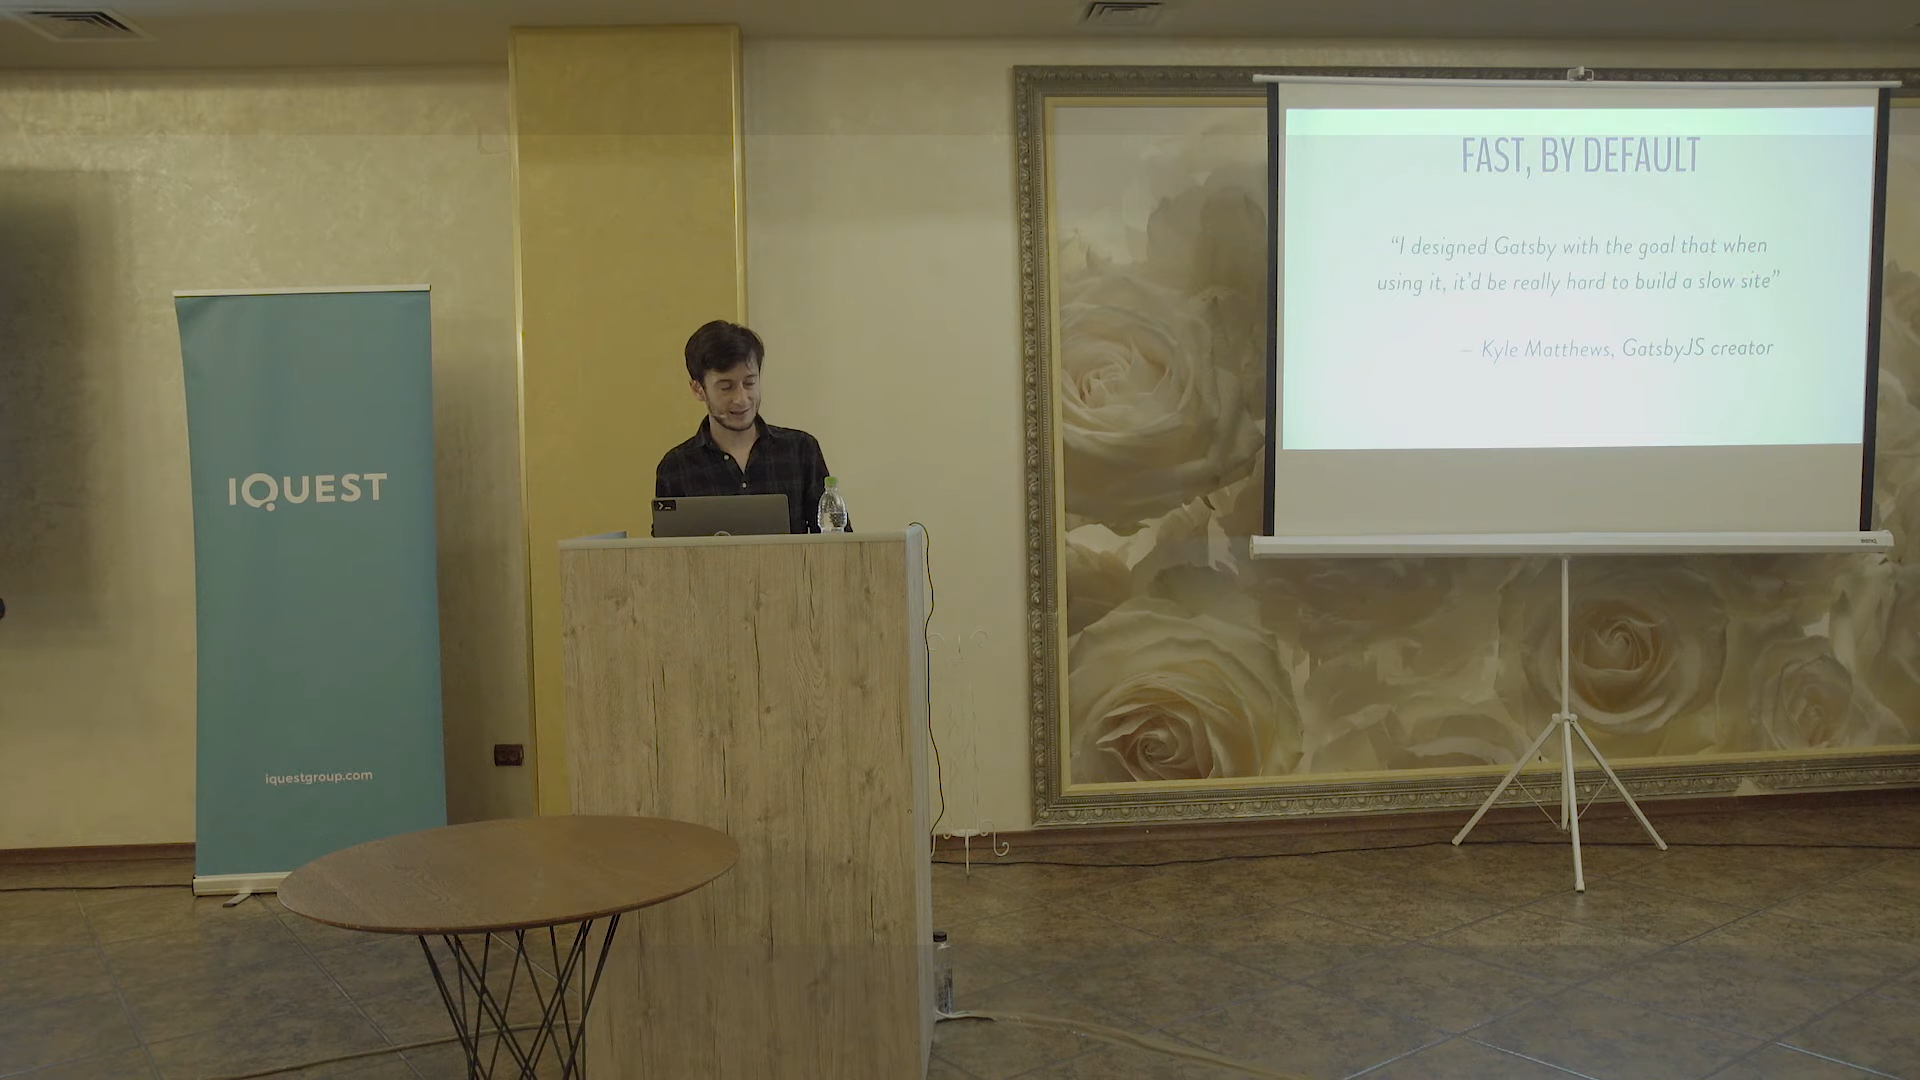 IQUEST
iquestgroup.com
FAST, BY DEFAULT
“I designed Gatsby with the goal that when
using it, it’d be really hard to build a slow site”
– Kyle Matthews, GatsbyJS creator
BenQ